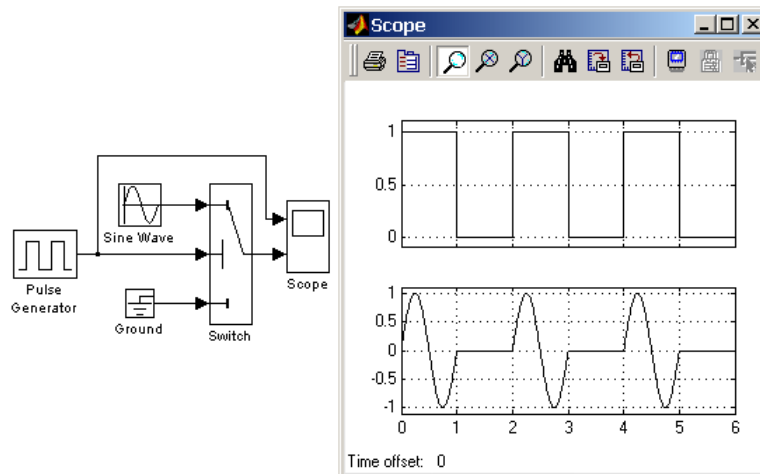 Scope
Sine Wave
Pulse
Generator
Ground
Switch
Scope
1
0.5
0
1
0.5
0
-0.5
-1
0 1 2 3 4 5 6
Time offset: 0